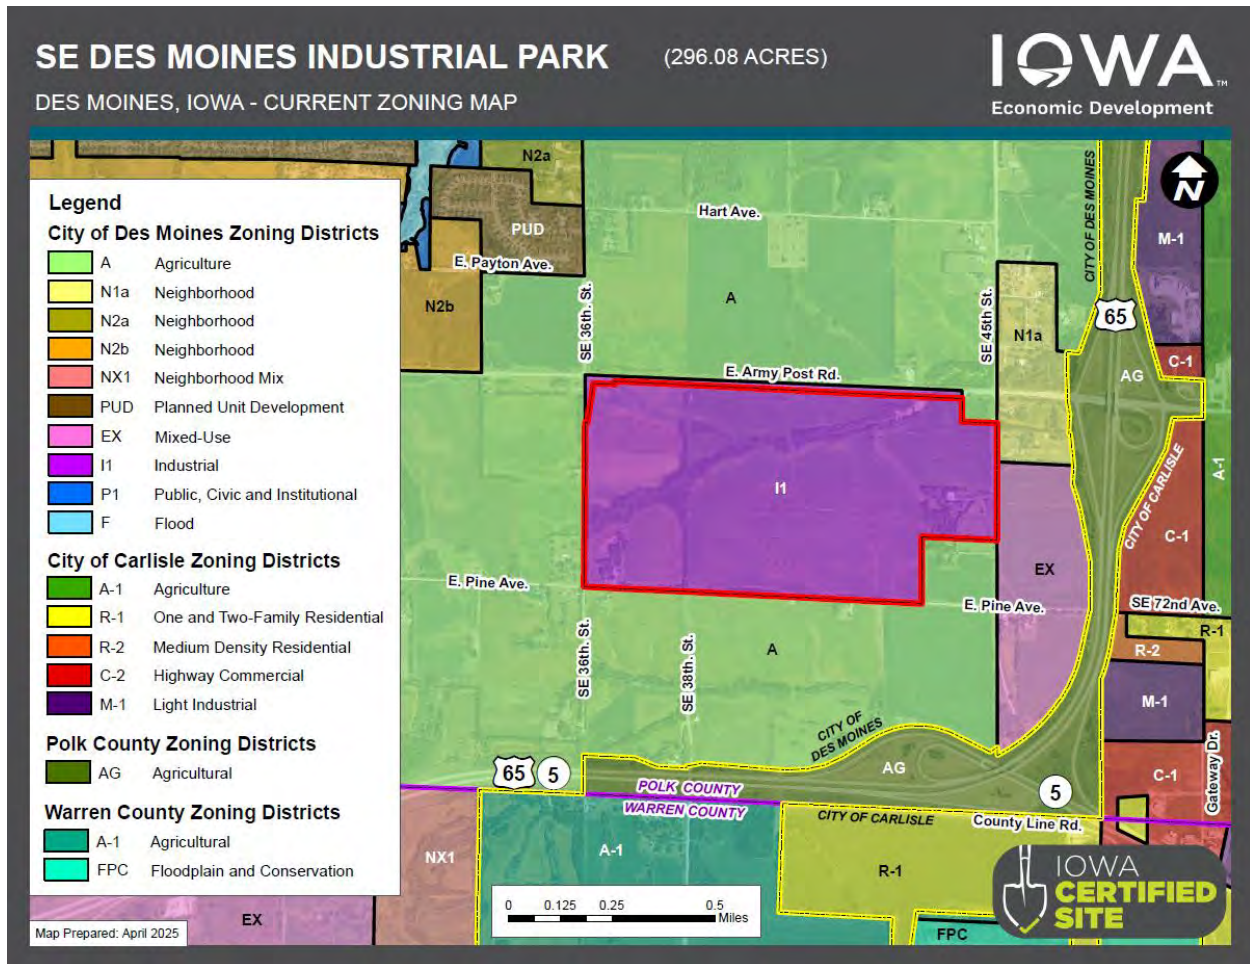 SE DES MOINES INDUSTRIAL PARK (296.08 ACRES)
DES MOINES, IOWA - CURRENT ZONING MAP
IOWA™
Economic Development
Legend
City of Des Moines Zoning Districts
A Agriculture
N1a Neighborhood
N2a Neighborhood
N2b Neighborhood
NX1 Neighborhood Mix
PUD Planned Unit Development
EX Mixed-Use
I1 Industrial
P1 Public, Civic and Institutional
F Flood
City of Carlisle Zoning Districts
A-1 Agriculture
R-1 One and Two-Family Residential
R-2 Medium Density Residential
C-2 Highway Commercial
M-1 Light Industrial
Polk County Zoning Districts
AG Agricultural
Warren County Zoning Districts
A-1 Agricultural
FPC Floodplain and Conservation
Map Prepared: April 2025
N2a
PUD
E. Payton Ave.
N2b
SE 36th. St.
Hart Ave.
A
SE 45th. St.
N1a
CITY OF DES MOINES
65
M-1
N
C-1
AG
E. Army Post Rd.
I1
A-1
CITY OF CARLISLE
C-1
EX
E. Pine Ave.
E. Pine Ave.
SE 72nd Ave.
R-1
R-2
M-1
SE 36th. St.
SE 38th. St.
A
CITY OF
DES MOINES
AG
65
5
5
C-1
Gateway Dr.
POLK COUNTY
WARREN COUNTY
CITY OF CARLISLE
County Line Rd.
NX1
A-1
R-1
EX
FPC
0 0.125 0.25 0.5
Miles
IOWA
CERTIFIED
SITE